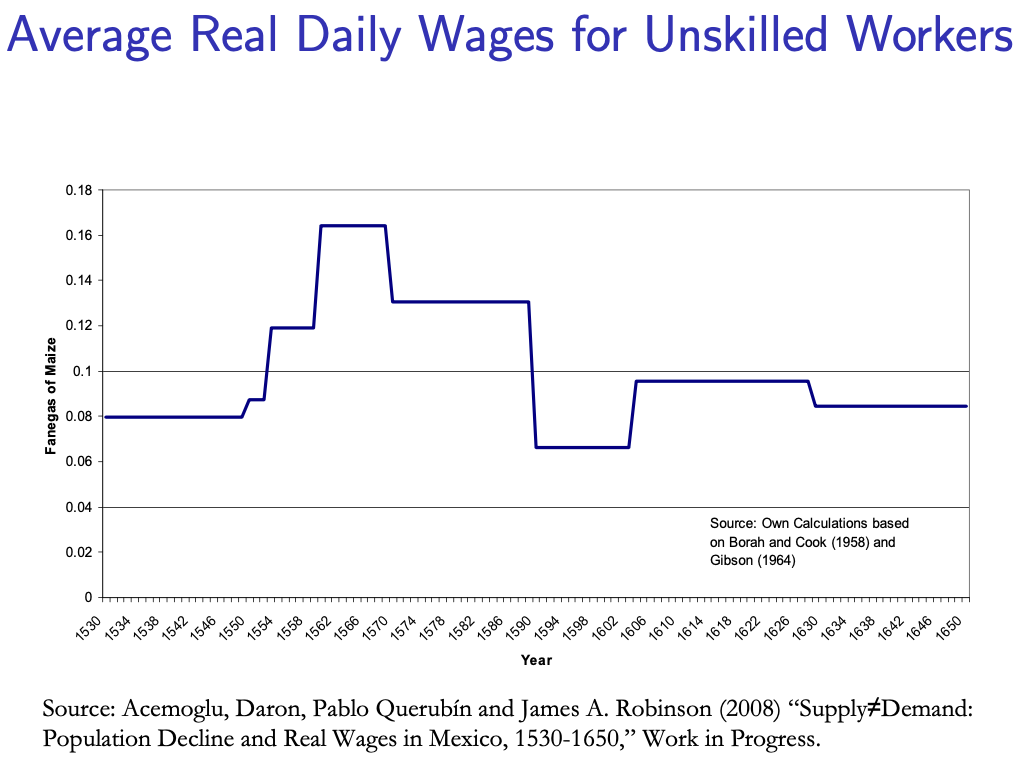 Average Real Daily Wages for Unskilled Workers
0.18
0.16
0.14
0.12
0.1
0.08
0.06
0.04
0.02
0
Fanegas of Maize
Source: Own Calculations based
on Borah and Cook (1958) and
Gibson (1964)
1530 1534 1538 1542 1546 1550 1554 1558 1562 1566 1570 1574 1578 1582 1586 1590 1594 1598 1602 1606 1610 1614 1618 1622 1626 1630 1634 1638 1642 1646 1650
Year
Source: Acemoglu, Daron, Pablo Querubín and James A. Robinson (2008) “Supply≠Demand:
Population Decline and Real Wages in Mexico, 1530-1650,” Work in Progress.